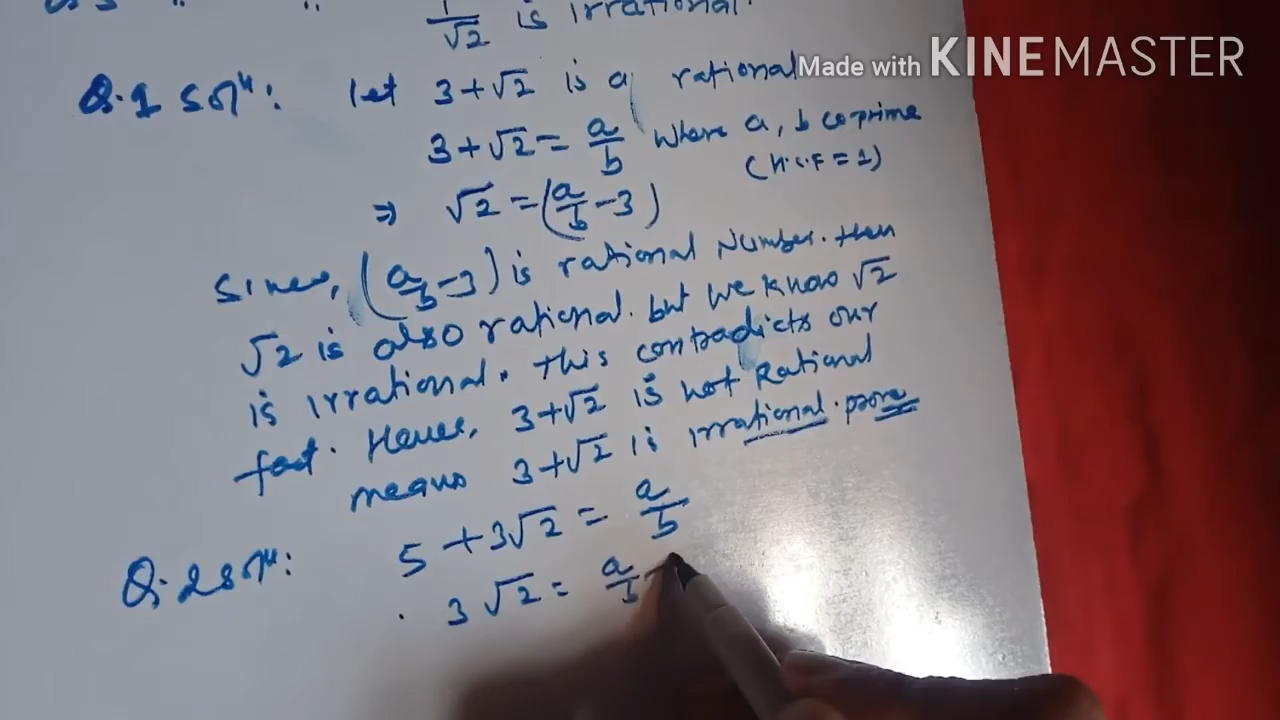 1/√2 is irrational.
Made with KINEMASTER
Q.1 Solⁿ: let 3+√2 is a rational
3+√2 = a/b where a, b coprime
(H.C.F = 1)
⇒ √2 = (a/b - 3)
Since, (a/b - 3) is rational Number. then
√2 is also rational. but we know √2
is irrational. This contradicts our
fact. Hence, 3+√2 is not Rational
means 3+√2 is irrational. prove
Q.2 Solⁿ: 5 + 3√2 = a/b
3√2 = a/b -